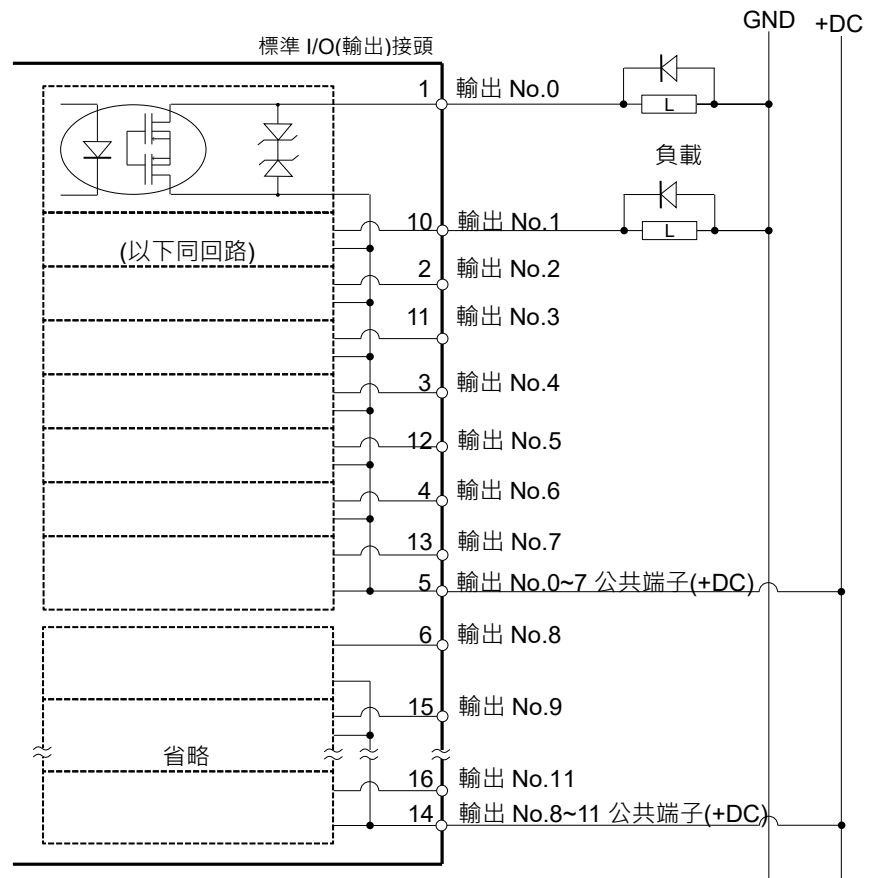 GND +DC
標準 I/O(輸出)接頭
1 輸出 No.0
L
負載
10 輸出 No.1
L
(以下同回路)
2 輸出 No.2
11 輸出 No.3
3 輸出 No.4
12 輸出 No.5
4 輸出 No.6
13 輸出 No.7
5 輸出 No.0~7 公共端子(+DC)
6 輸出 No.8
15 輸出 No.9
省略
16 輸出 No.11
14 輸出 No.8~11 公共端子(+DC)